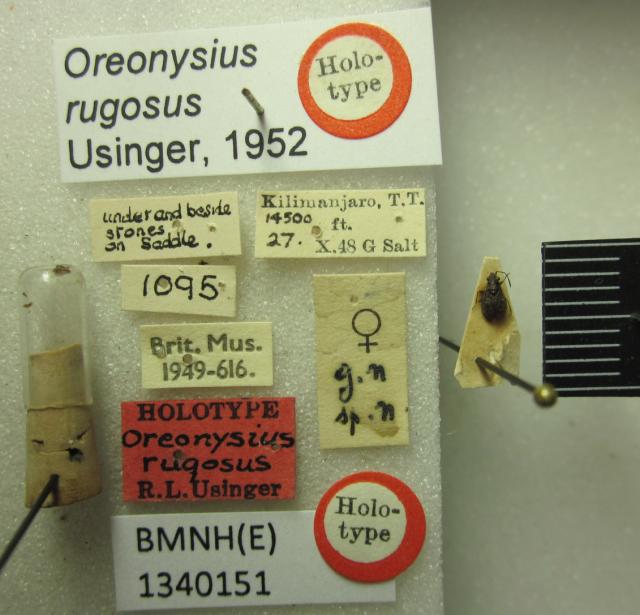 Oreonysius
rugosus
Usinger, 1952
Holo-
type
under and beside
stones
on Saddle.
Kilimanjaro, T.T.
14500 ft.
27. X.48 G Salt
1095
Brit. Mus.
1949-616.
♀
g.n
sp.n
HOLOTYPE
Oreonysius
rugosus
R.L.Usinger
BMNH(E)
1340151
Holo-
type